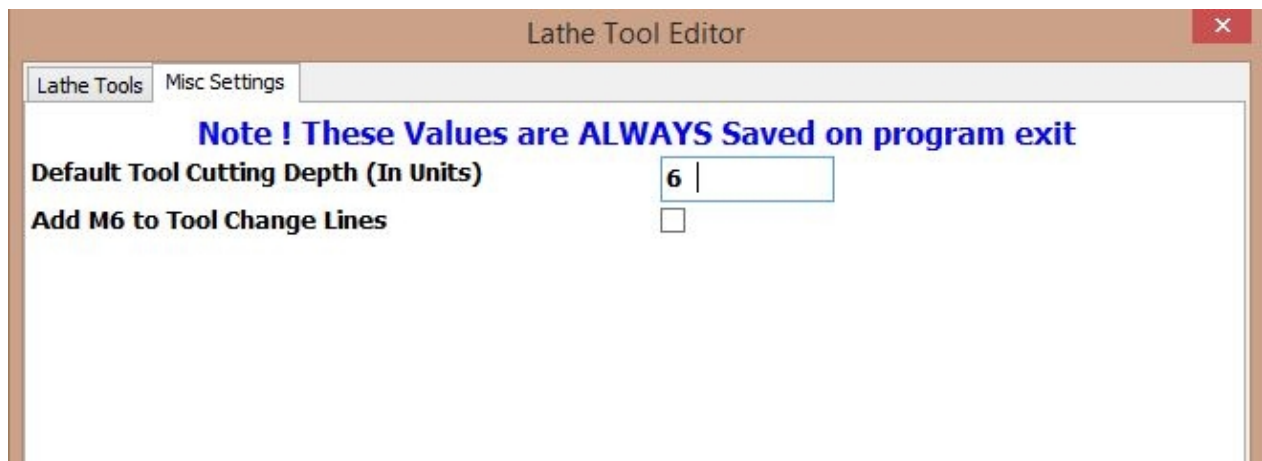 Lathe Tool Editor
Lathe Tools Misc Settings
Note ! These Values are ALWAYS Saved on program exit
Default Tool Cutting Depth (In Units) 6
Add M6 to Tool Change Lines